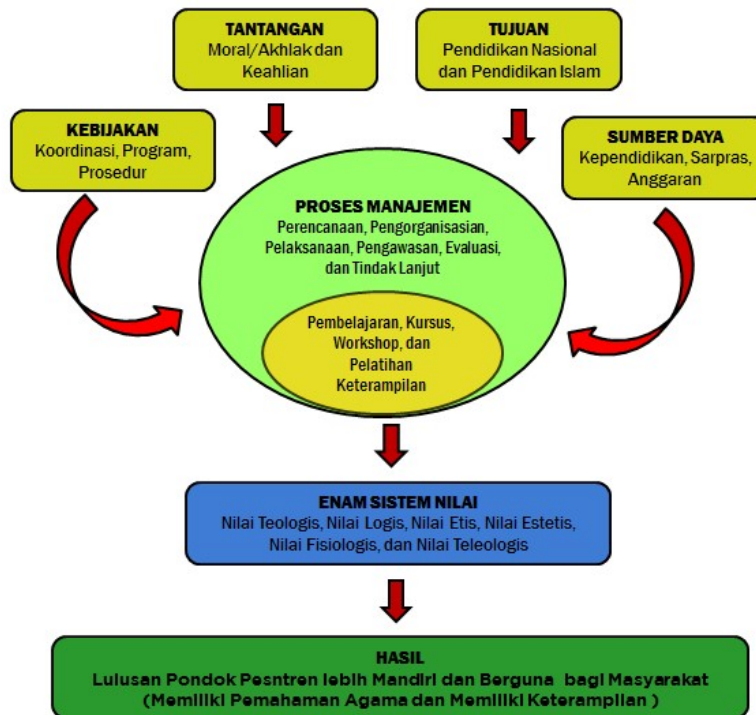 TANTANGAN
Moral/Akhlak dan
Keahlian
TUJUAN
Pendidikan Nasional
dan Pendidikan Islam
KEBIJAKAN
Koordinasi, Program,
Prosedur
SUMBER DAYA
Kependidikan, Sarpras,
Anggaran
PROSES MANAJEMEN
Perencanaan, Pengorganisasian,
Pelaksanaan, Pengawasan, Evaluasi,
dan Tindak Lanjut
Pembelajaran, Kursus,
Workshop, dan
Pelatihan
Keterampilan
ENAM SISTEM NILAI
Nilai Teologis, Nilai Logis, Nilai Etis, Nilai Estetis,
Nilai Fisiologis, dan Nilai Teleologis
HASIL
Lulusan Pondok Pesntren lebih Mandiri dan Berguna bagi Masyarakat
(Memiliki Pemahaman Agama dan Memiliki Keterampilan )